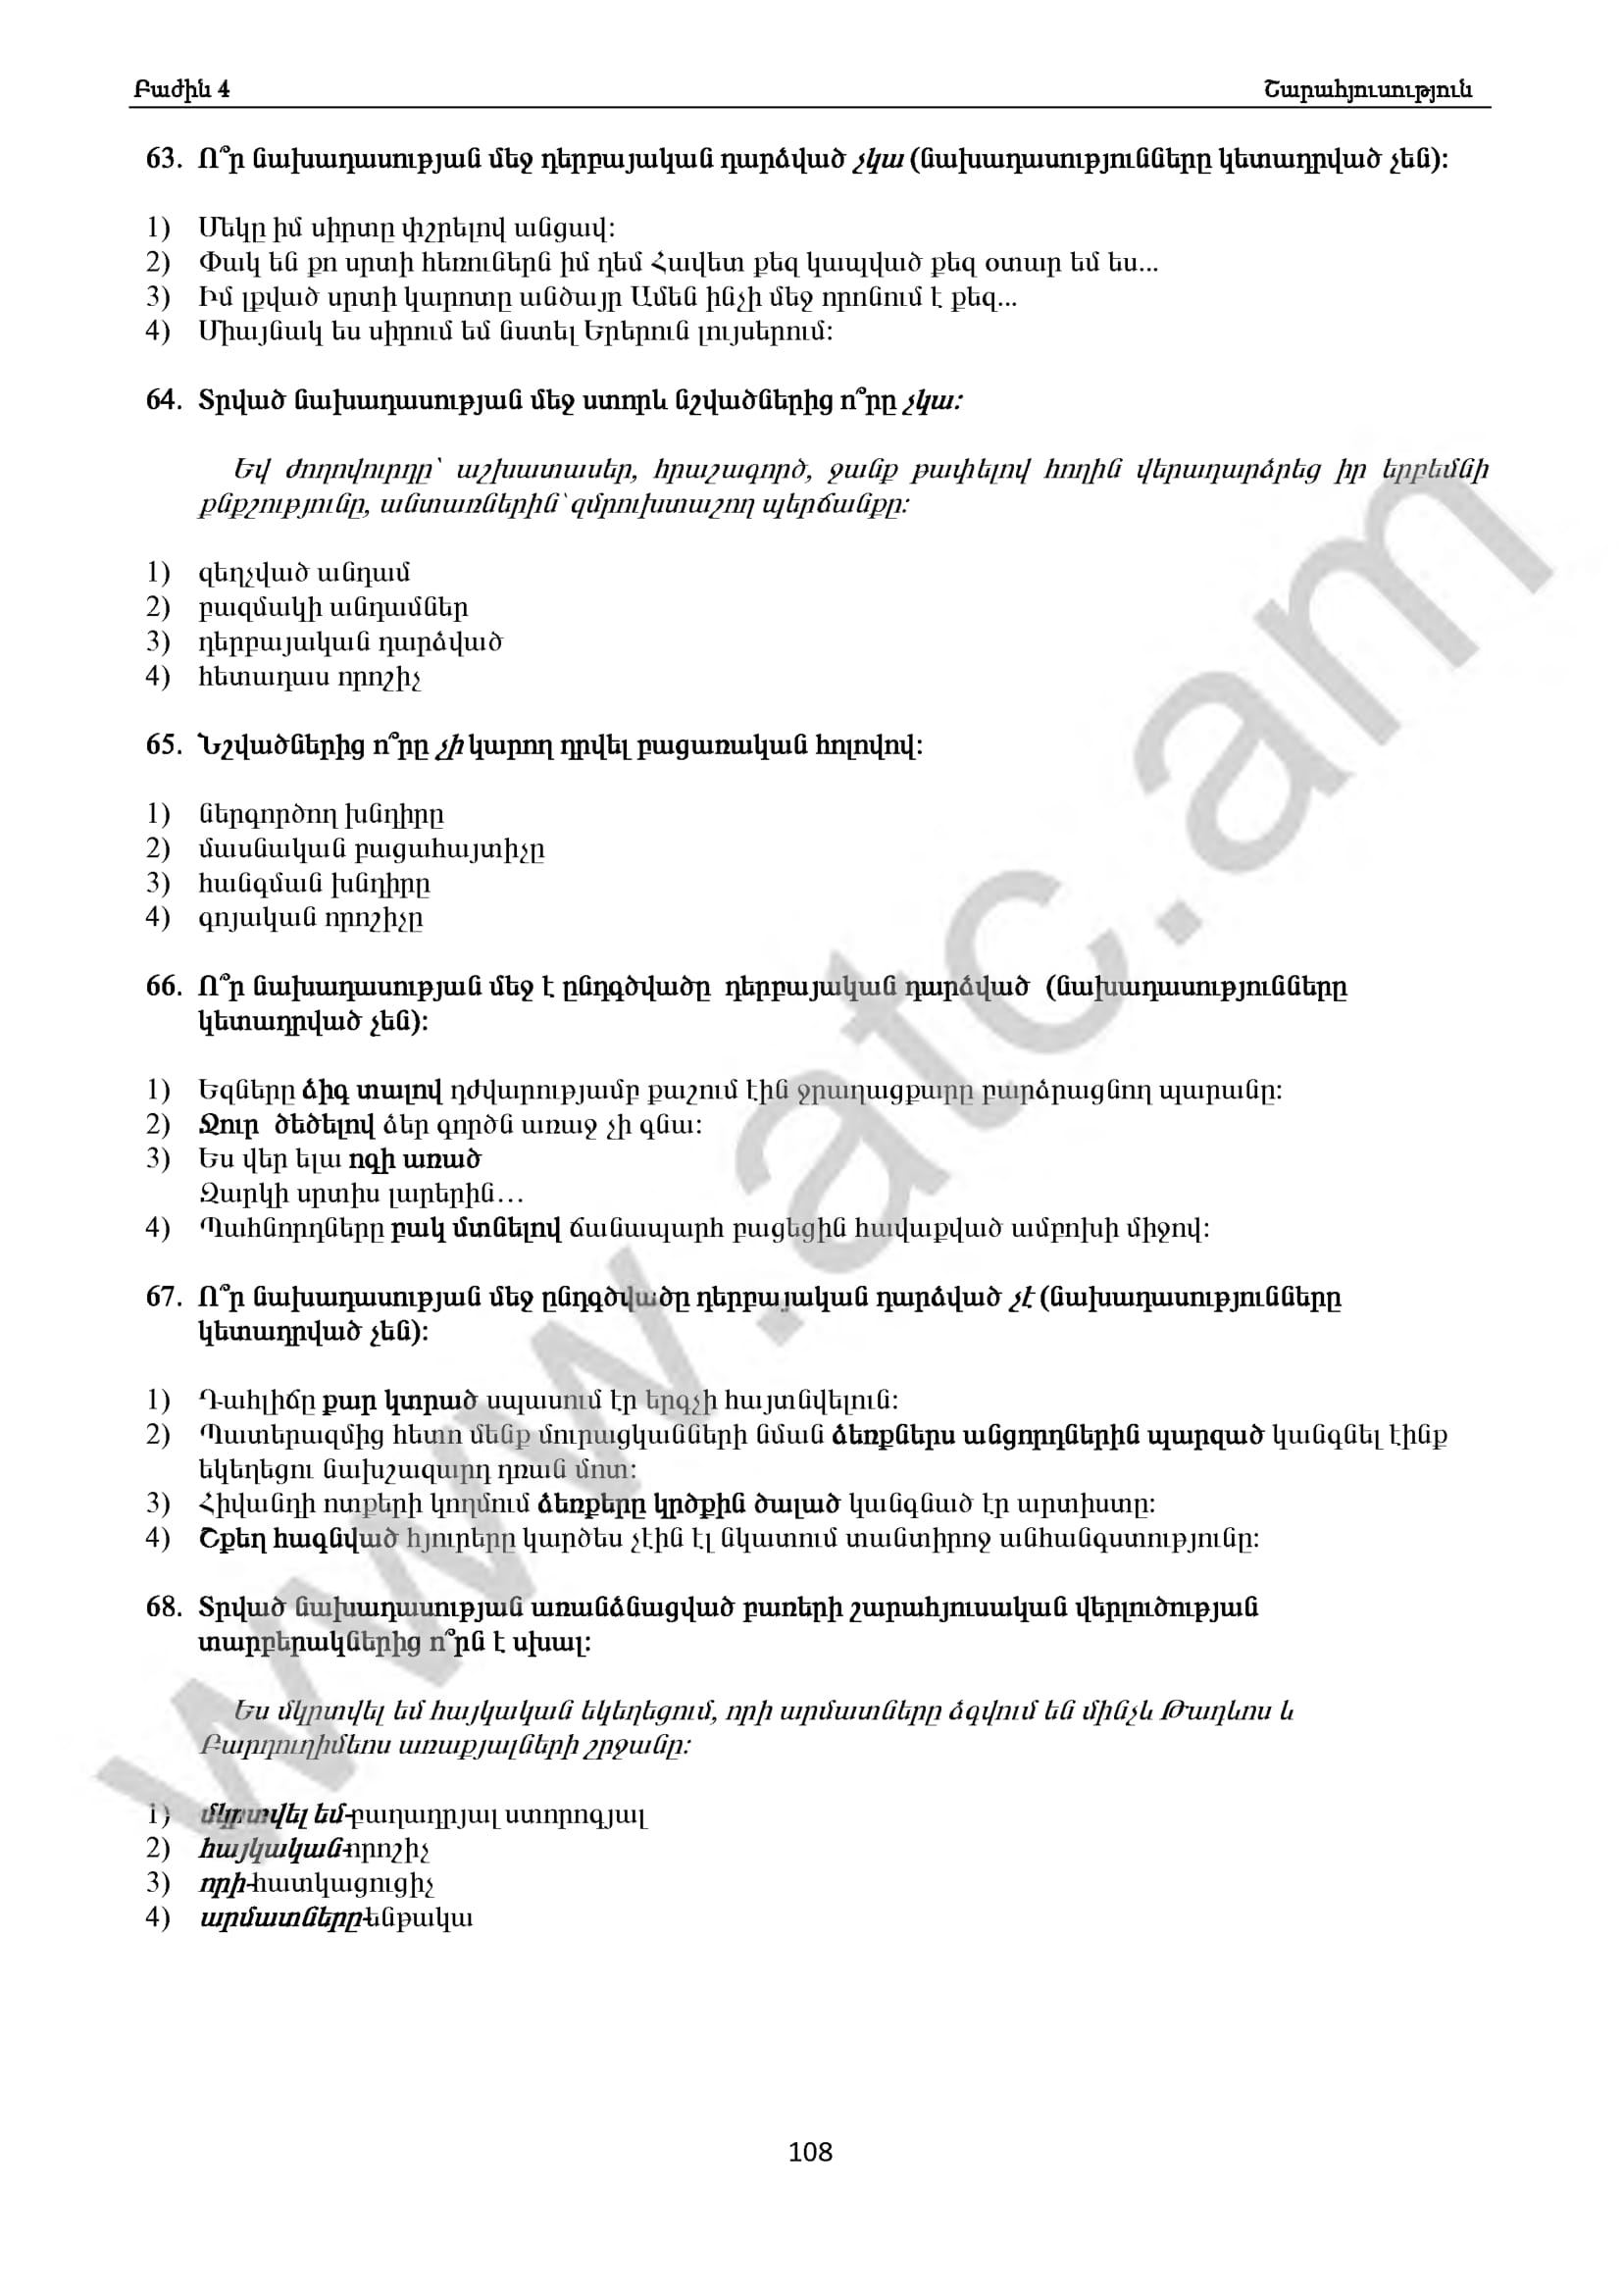 Բաժին 4 Շարահյուսություն
63. Ո՞ր նախադասության մեջ դերբայական դարձված չկա (նախադասությունները կետադրված չեն):
1) Մեկը իմ սիրտը փշրելով անցավ:
2) Փակ են քո սրտի հեռուներն իմ դեմ Հավետ քեզ կապված քեզ օտար եմ ես...
3) Իմ լքված սրտի կարոտը անծայր Ամեն ինչի մեջ որոնում է քեզ...
4) Միայնակ ես սիրում եմ նստել Երերուն լույսերում:
64. Տրված նախադասության մեջ ստորև նշվածներից ո՞րը չկա:
Եվ ժողովուրդը՝ աշխատասեր, հրաշագործ, ջանք թափելով հողին վերադարձրեց իր երբեմնի
քնքշությունը, անտառներին՝ զմրուխտաշող պերճանքը:
1) զեղչված անդամ
2) բազմակի անդամներ
3) դերբայական դարձված
4) հետադաս որոշիչ
65. Նշվածներից ո՞րը չի կարող դրվել բացառական հոլովով:
1) ներգործող խնդիրը
2) մասնական բացահայտիչը
3) հանգման խնդիրը
4) գոյական որոշիչը
66. Ո՞ր նախադասության մեջ է ընդգծվածը դերբայական դարձված (նախադասությունները
կետադրված չեն):
1) Եզները ձիգ տալով դժվարությամբ քաշում էին ջրաղացքարը բարձրացնող պարանը:
2) Ջուր ծեծելով ձեր գործն առաջ չի գնա:
3) Ես վեր ելա ոգի առած
Զարկի սրտիս լարերին...
4) Պահնորդները բակ մտնելով ճանապարհ բացեցին հավաքված ամբոխի միջով:
67. Ո՞ր նախադասության մեջ ընդգծվածը դերբայական դարձված չէ (նախադասությունները
կետադրված չեն):
1) Դահլիճը քար կտրած սպասում էր երգչի հայտնվելուն:
2) Պատերազմից հետո մենք մուրացկանների նման ձեռքներս անցորդներին պարզած կանգնել էինք
եկեղեցու նախշազարդ դռան մոտ:
3) Հիվանդի ոտքերի կողմում ձեռքերը կրծքին ծալած կանգնած էր արտիստը:
4) Շքեղ հագնված հյուրերը կարծես չէին էլ նկատում տանտիրոջ անհանգստությունը:
68. Տրված նախադասության առանձնացված բառերի շարահյուսական վերլուծության
տարբերակներից ո՞րն է սխալ:
Ես մկրտվել եմ հայկական եկեղեցում, որի արմատները ձգվում են մինչև Թադևոս և
Բարդուղիմեոս առաքյալների շրջանը:
1) մկրտվել եմ-բաղադրյալ ստորոգյալ
2) հայկական-որոշիչ
3) որի-հատկացուցիչ
4) արմատները-ենթակա
www.atc.am
108